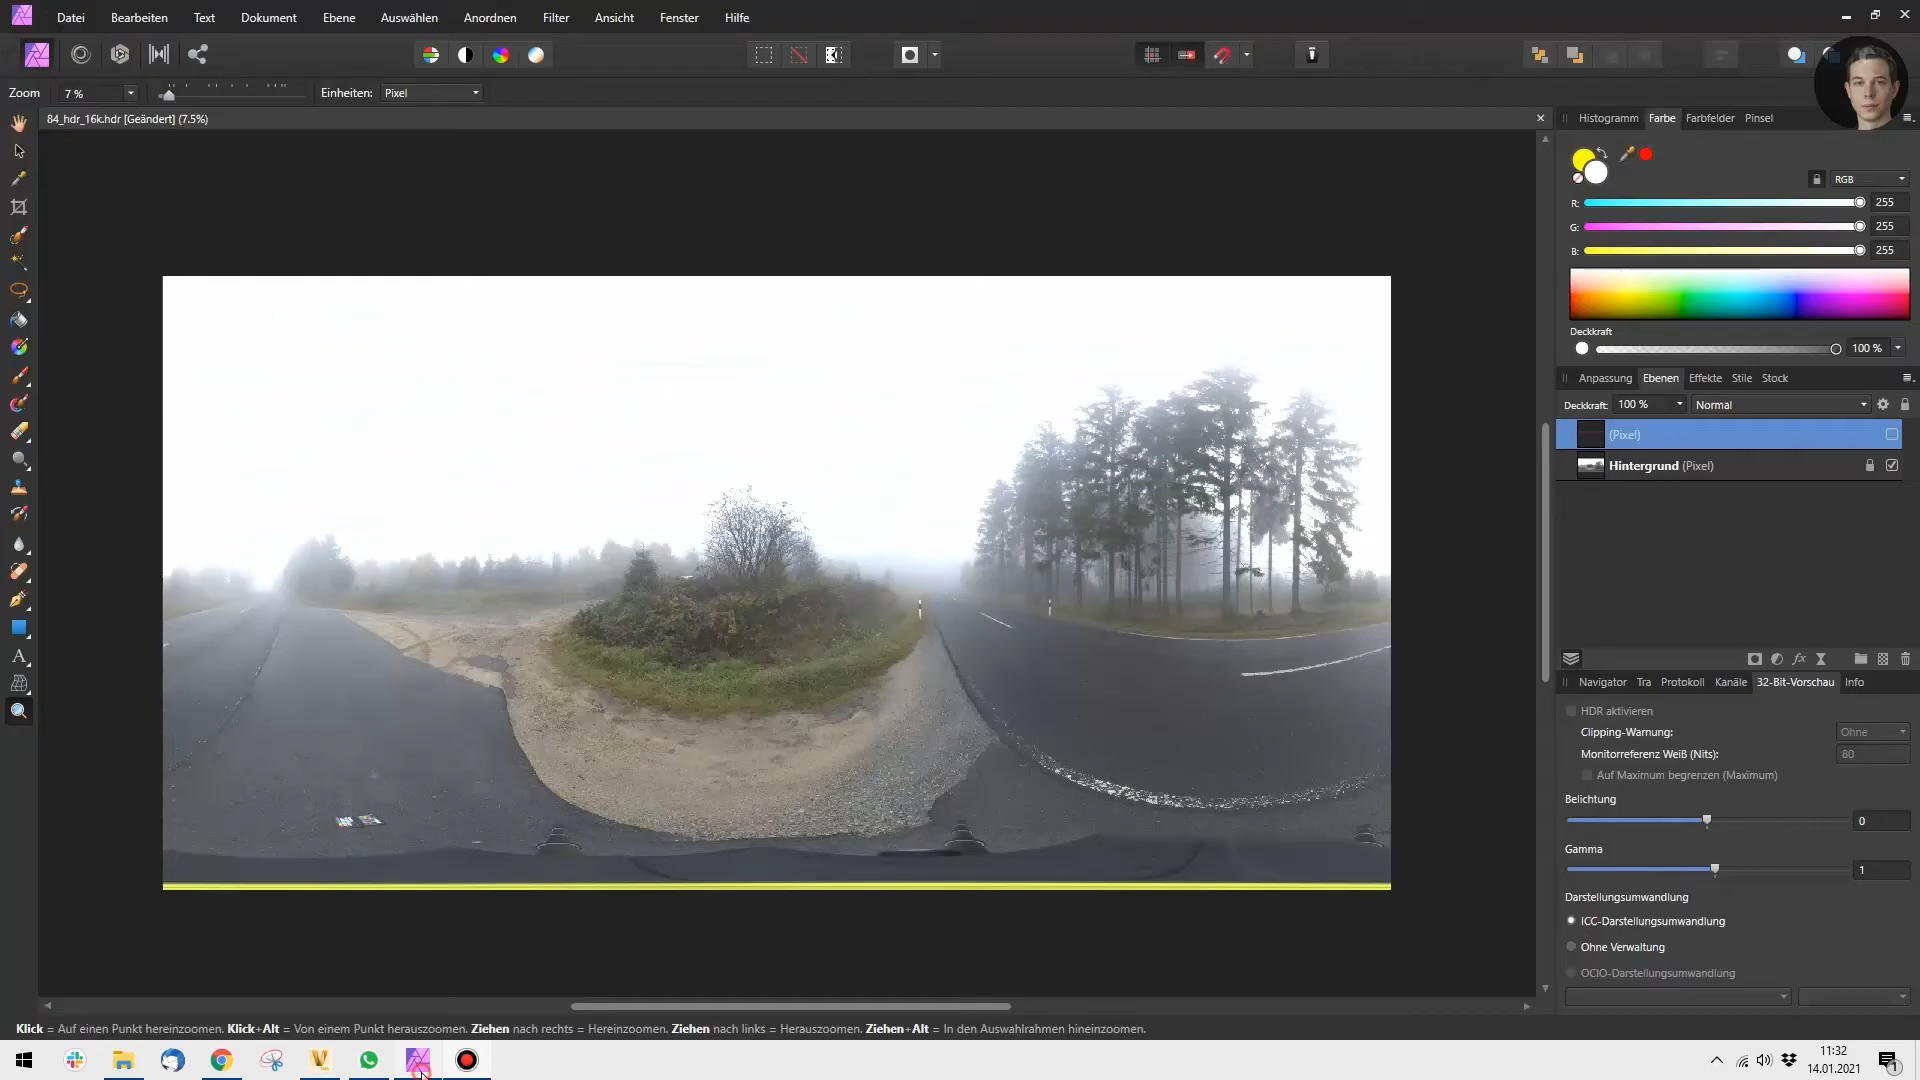 Datei Bearbeiten Text Dokument Ebene Auswählen Anordnen Filter Ansicht Fenster Hilfe
Zoom 7 % Einheiten: Pixel
84_hdr_16k.hdr [Geändert] (7.5%)
Histogramm Farbe Farbfelder Pinsel
RGB
R: 255
G: 255
B: 255
Deckkraft
100 %
Anpassung Ebenen Effekte Stile Stock
Deckkraft: 100 % Normal
(Pixel)
Hintergrund (Pixel)
Navigator Tra Protokoll Kanäle 32-Bit-Vorschau Info
HDR aktivieren
Clipping-Warnung: Ohne
Monitorreferenz Weiß (Nits): 80
Auf Maximum begrenzen (Maximum)
Belichtung
0
Gamma
1
Darstellungsumwandlung
ICC-Darstellungsumwandlung
Ohne Verwaltung
OCIO-Darstellungsumwandlung
Klick = Auf einen Punkt hereinzoomen. Klick+Alt = Von einem Punkt herauszoomen. Ziehen nach rechts = Hereinzoomen. Ziehen nach links = Herauszoomen. Ziehen+Alt = In den Auswahlrahmen hineinzoomen.
11:32
14.01.2021
1